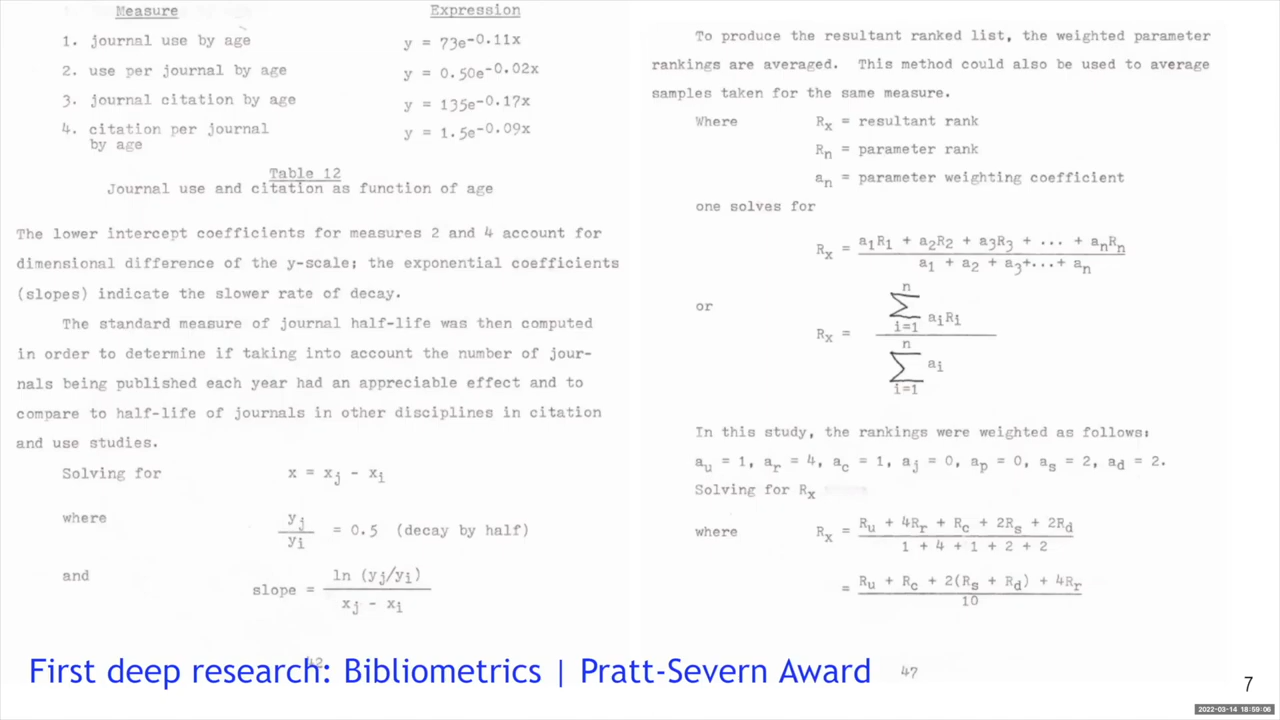 Measure Expression
1. journal use by age y = 73e-0.11x
2. use per journal by age y = 0.50e-0.02x
3. journal citation by age y = 135e-0.17x
4. citation per journal y = 1.5e-0.09x
by age
Table 12
Journal use and citation as function of age
The lower intercept coefficients for measures 2 and 4 account for
dimensional difference of the y-scale; the exponential coefficients
(slopes) indicate the slower rate of decay.
The standard measure of journal half-life was then computed
in order to determine if taking into account the number of jour-
nals being published each year had an appreciable effect and to
compare to half-life of journals in other disciplines in citation
and use studies.
Solving for x = xj - xi
where yj/yi = 0.5 (decay by half)
and slope = ln (yj/yi) / xj - xi
42
To produce the resultant ranked list, the weighted parameter
rankings are averaged. This method could also be used to average
samples taken for the same measure.
Where Rx = resultant rank
Rn = parameter rank
an = parameter weighting coefficient
one solves for
Rx = a1R1 + a2R2 + a3R3 + ... + anRn
a1 + a2 + a3+...+ an
or
n
∑ aiRi
i=1
Rx =
n
∑ ai
i=1
In this study, the rankings were weighted as follows:
au = 1, ar = 4, ac = 1, aj = 0, ap = 0, as = 2, ad = 2.
Solving for Rx
where Rx = Ru + 4Rr + Rc + 2Rs + 2Rd
1 + 4 + 1 + 2 + 2
= Ru + Rc + 2(Rs + Rd) + 4Rr
10
47
First deep research: Bibliometrics | Pratt-Severn Award
7
2022-03-14 18:59:06